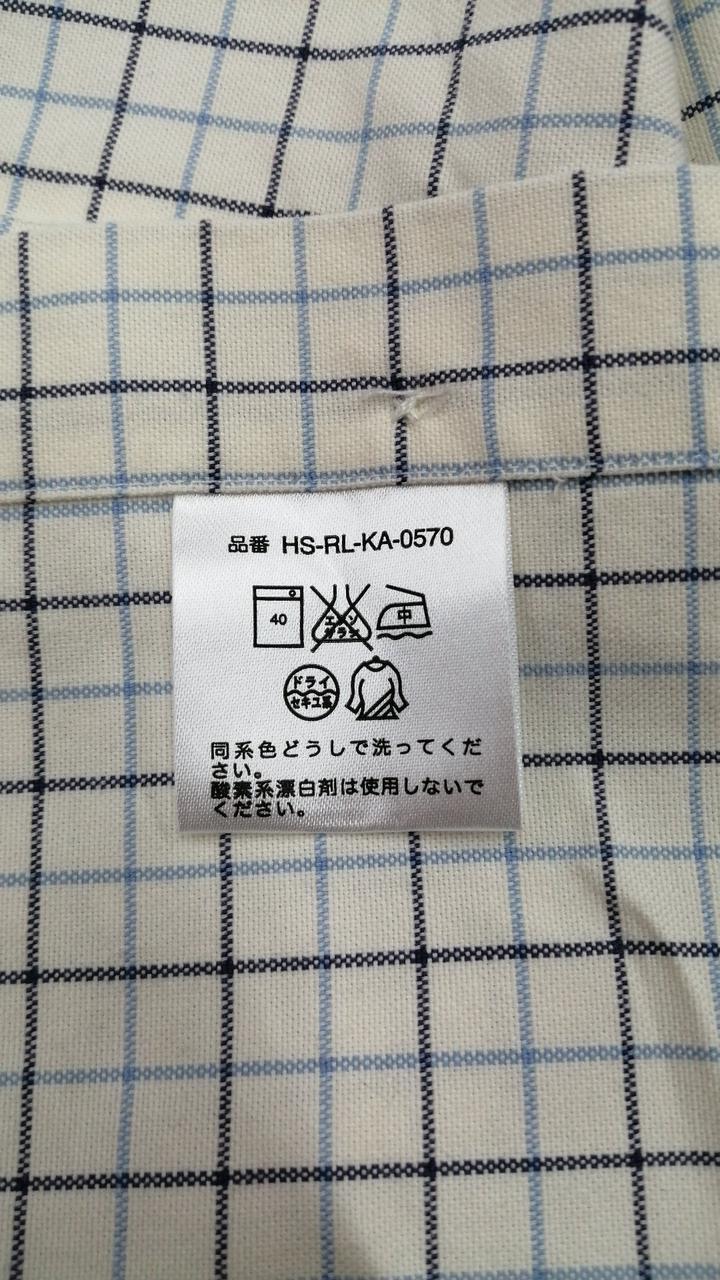 品番 HS-RL-KA-0570
40
エンソ
サラシ
中
ドライ
セキユ系
同系色どうしで洗ってくだ
さい。
酸素系漂白剤は使用しないで
ください。